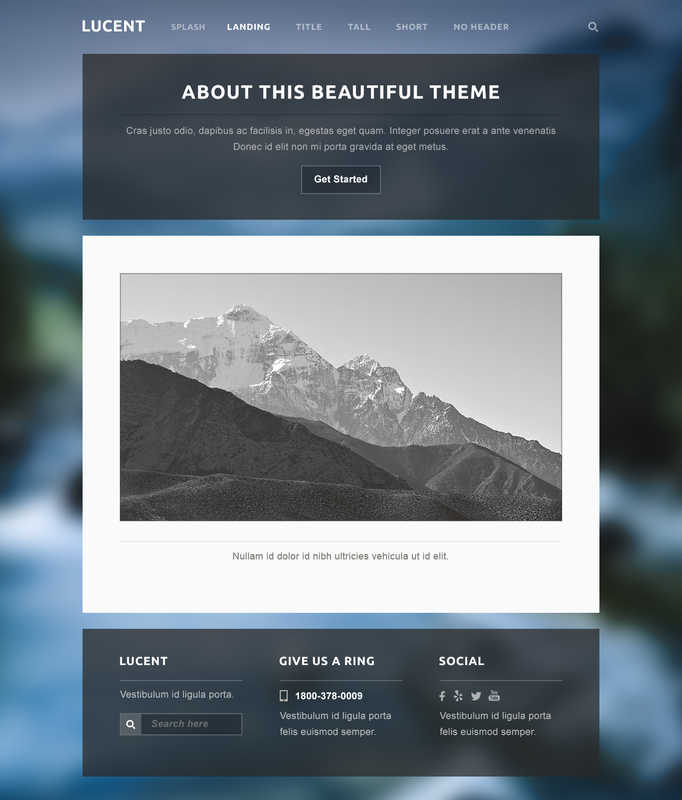 LUCENT
SPLASH LANDING TITLE TALL SHORT NO HEADER
ABOUT THIS BEAUTIFUL THEME
Cras justo odio, dapibus ac facilisis in, egestas eget quam. Integer posuere erat a ante venenatis
Donec id elit non mi porta gravida at eget metus.
Get Started
Nullam id dolor id nibh ultricies vehicula ut id elit.
LUCENT
Vestibulum id ligula porta.
Search here
GIVE US A RING
1800-378-0009
Vestibulum id ligula porta
felis euismod semper.
SOCIAL
You Tube
Vestibulum id ligula porta
felis euismod semper.